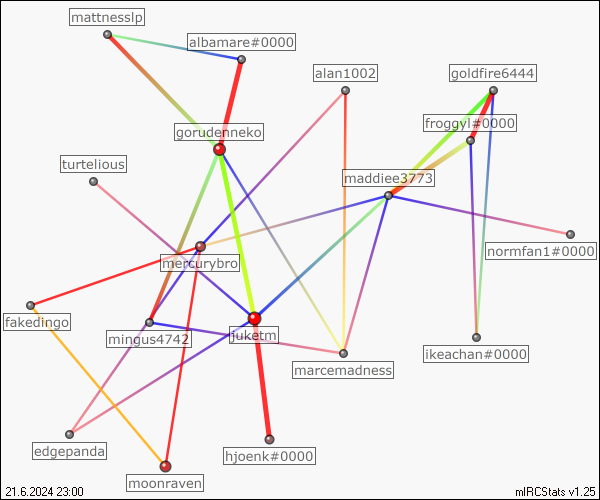 mattnesslp
albamare#0000
alan1002
goldfire6444
froggyl#0000
gorudenneko
turtelious
maddiee3773
normfan1#0000
mercurybro
fakedingo
mingus4742
juketm
ikeachan#0000
marcemadness
edgepanda
hjoenk#0000
moonraven
21.6.2024 23:00
mIRCStats v1.25